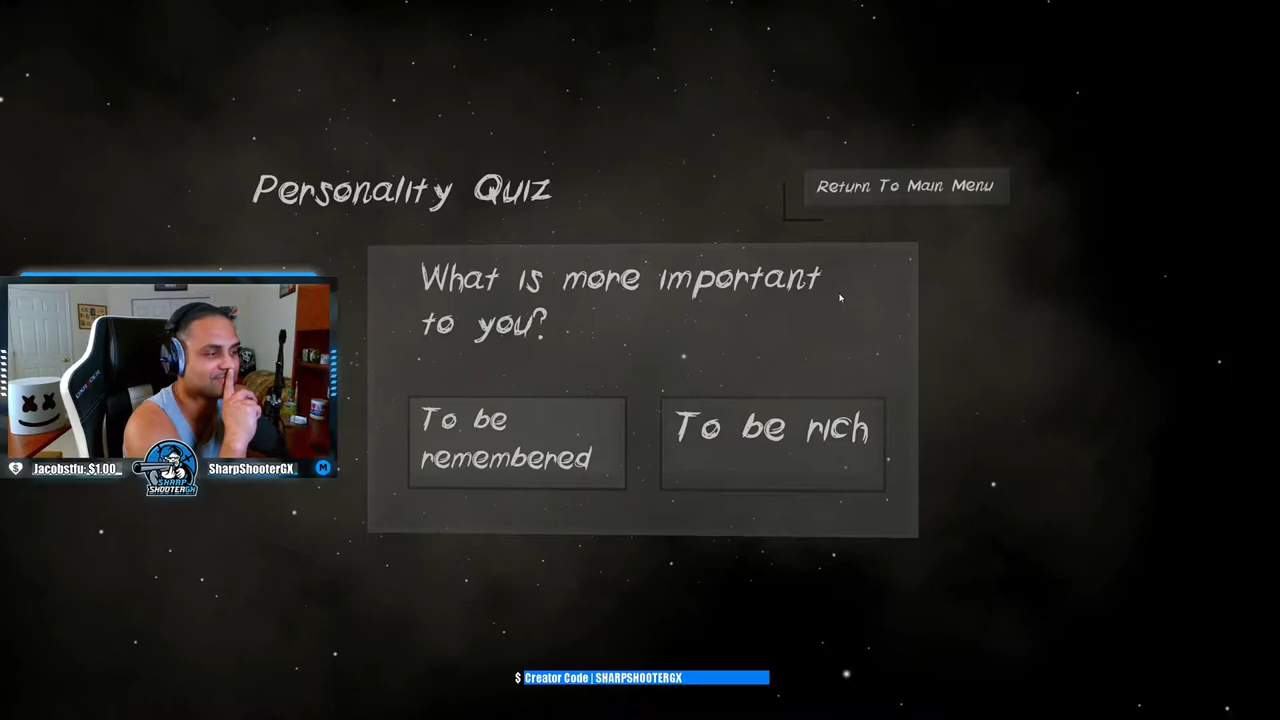 Personality Quiz
Return To Main Menu
What is more important
to you?
To be
remembered
To be rich
Jacobstfu: $1.00
SHARP
SHOOTERGX
SharpShooterGX
M
$ Creator Code | SHARPSHOOTERGX